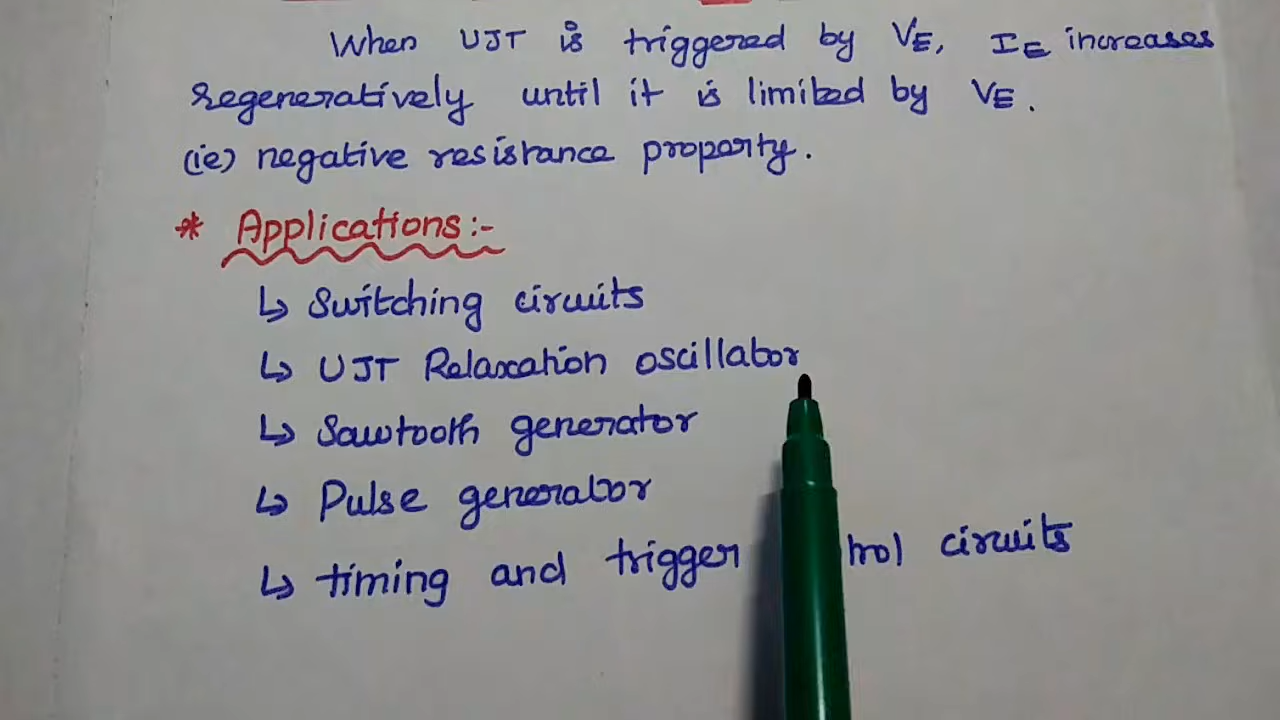 When UJT is triggered by VE, IE increases
regeneratively until it is limited by VE.
(ie) negative resistance property.
* Applications:-
↳ Switching circuits
↳ UJT Relaxation oscillator
↳ Sawtooth generator
↳ Pulse generator
↳ timing and trigger trol circuits